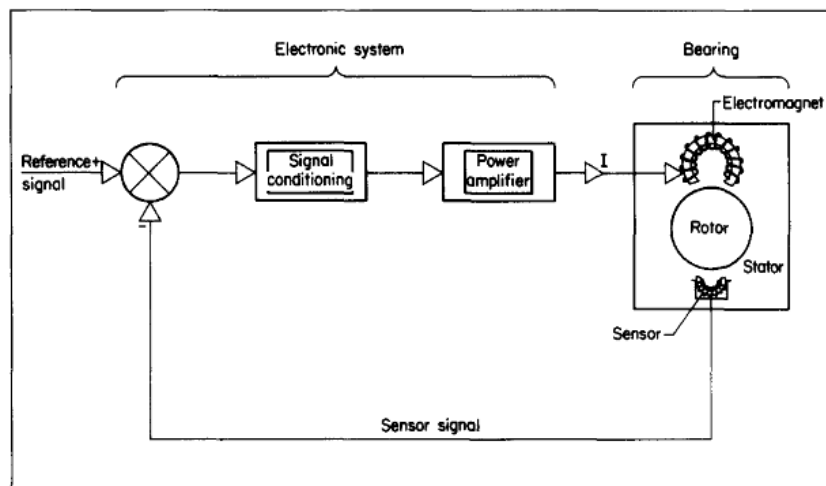 Electronic system
Bearing
Electromagnet
Reference+
signal
Signal
conditioning
Power
amplifier
I
Rotor
Stator
-
Sensor
Sensor signal